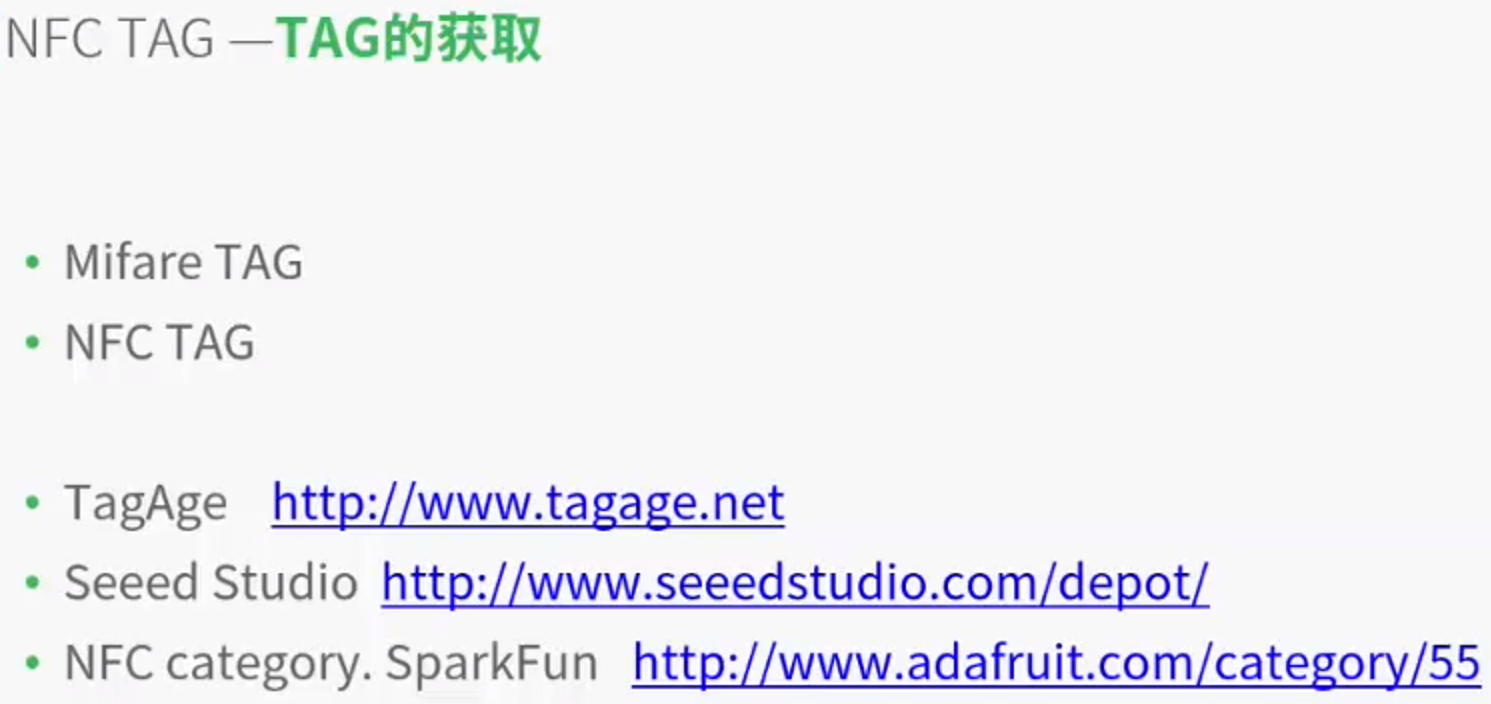 NFC TAG —TAG的获取
• Mifare TAG
• NFC TAG
• TagAge http://www.tagage.net
• Seeed Studio http://www.seeedstudio.com/depot/
• NFC category. SparkFun http://www.adafruit.com/category/55